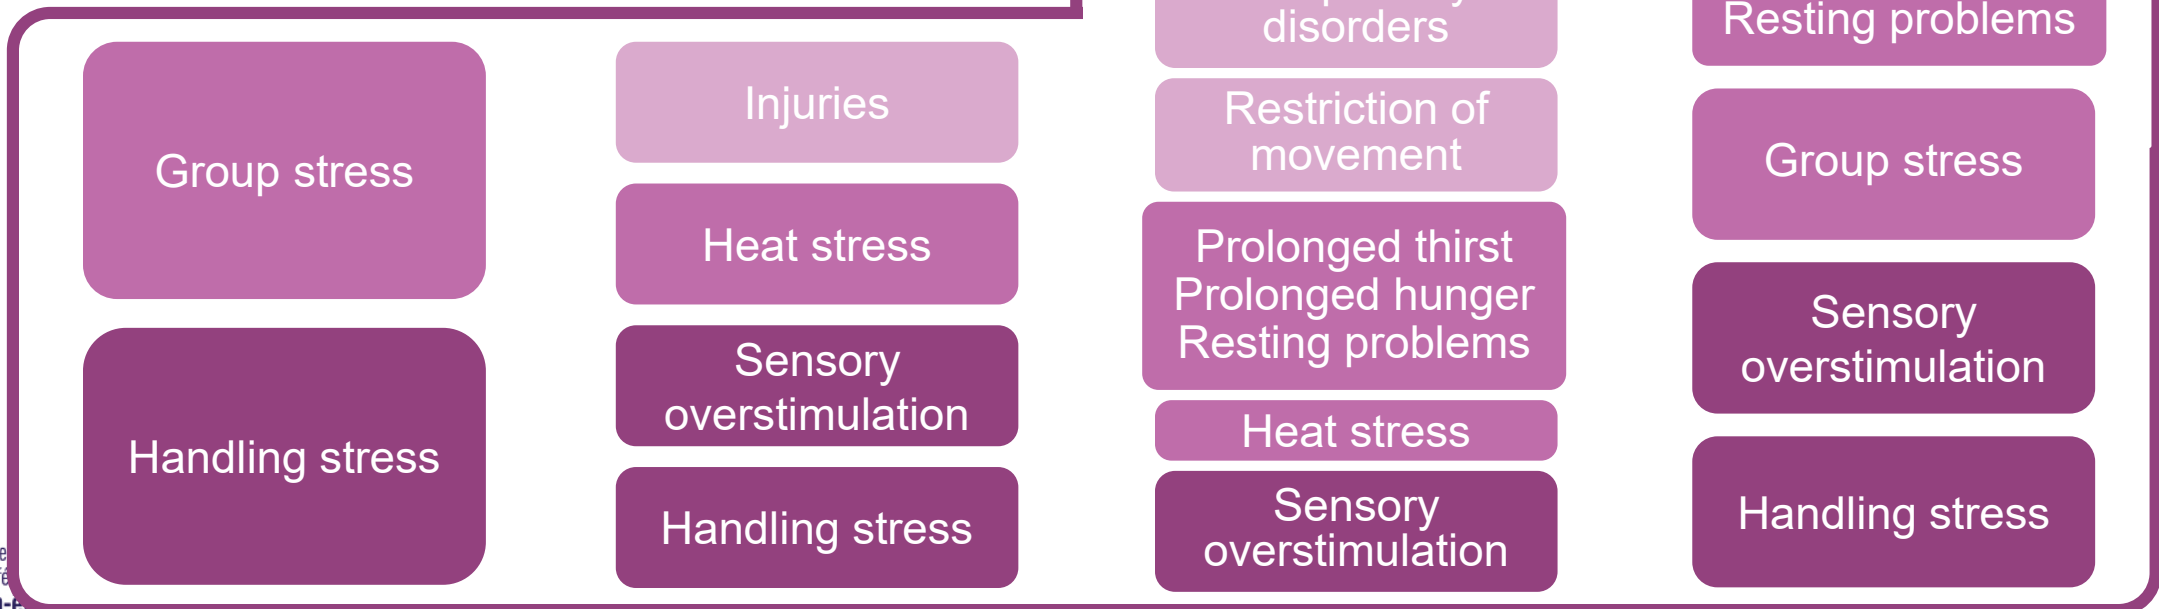 Group stress
Handling stress
Injuries
Heat stress
Sensory
overstimulation
Handling stress
disorders
Restriction of
movement
Prolonged thirst
Prolonged hunger
Resting problems
Heat stress
Sensory
overstimulation
Resting problems
Group stress
Sensory
overstimulation
Handling stress